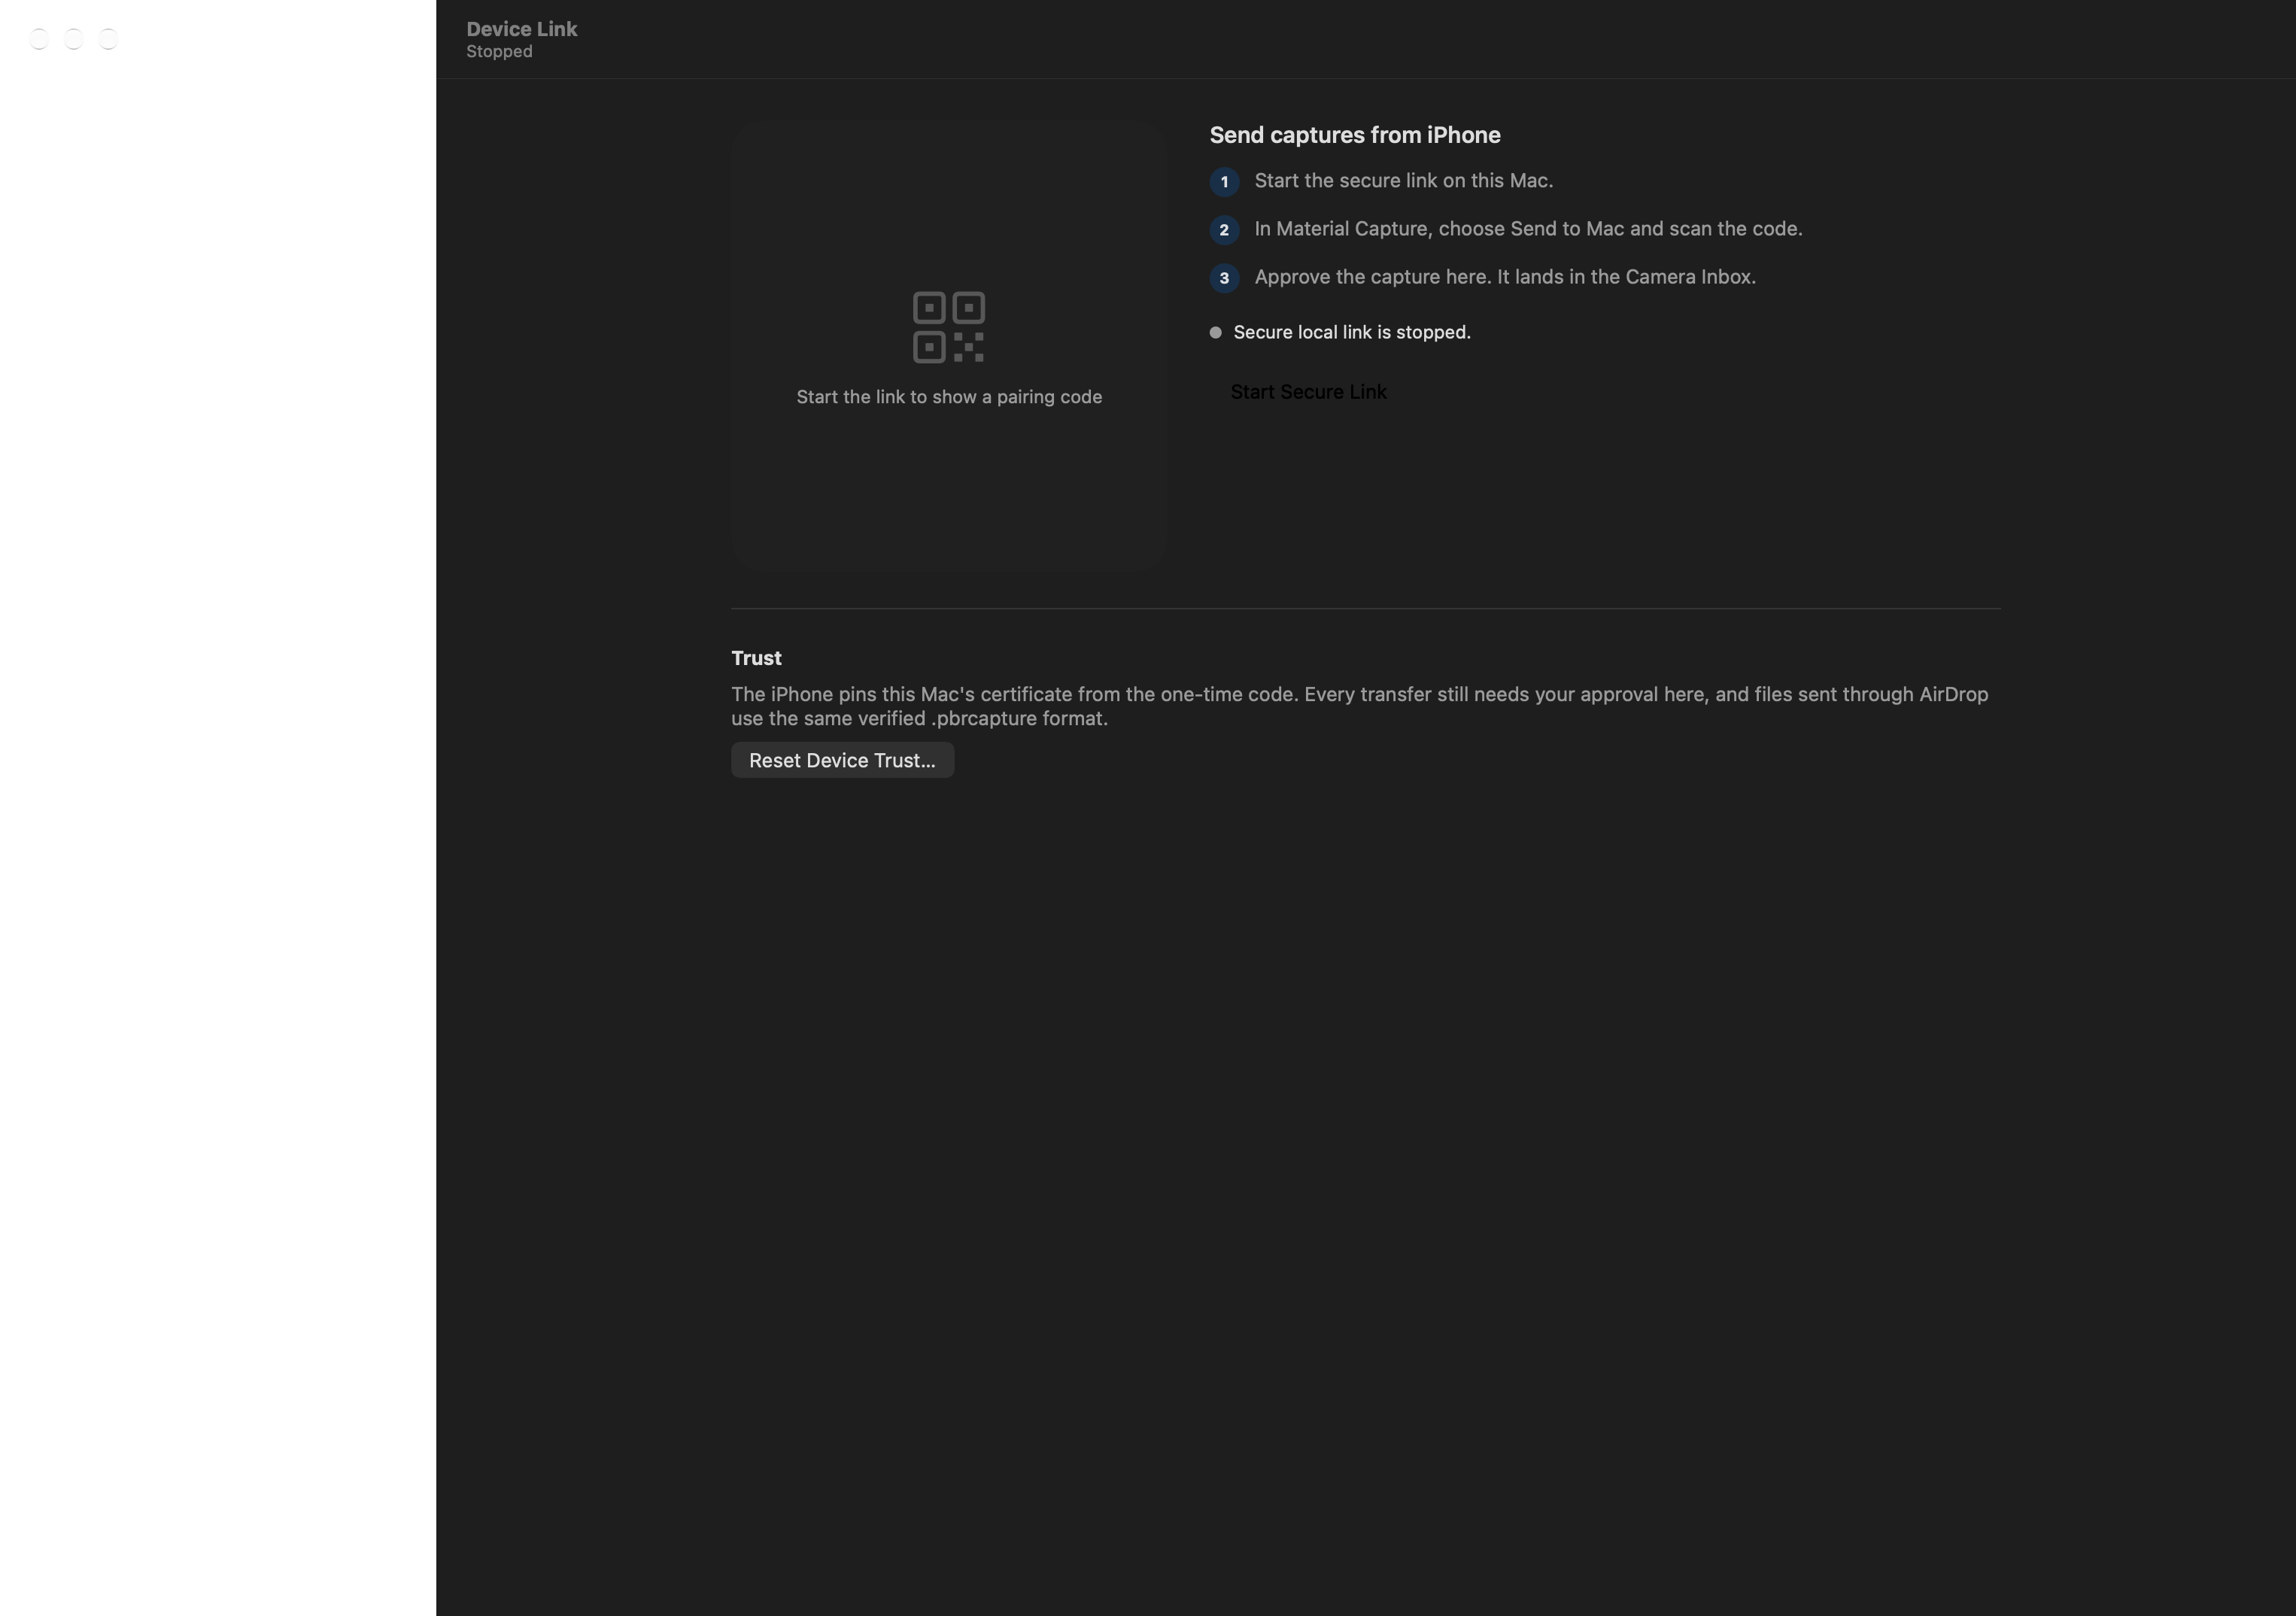 Device Link
Stopped
Send captures from iPhone
1 Start the secure link on this Mac.
2 In Material Capture, choose Send to Mac and scan the code.
3 Approve the capture here. It lands in the Camera Inbox.
Secure local link is stopped.
Start Secure Link
Start the link to show a pairing code
Trust
The iPhone pins this Mac's certificate from the one-time code. Every transfer still needs your approval here, and files sent through AirDrop
use the same verified .pbrcapture format.
Reset Device Trust...